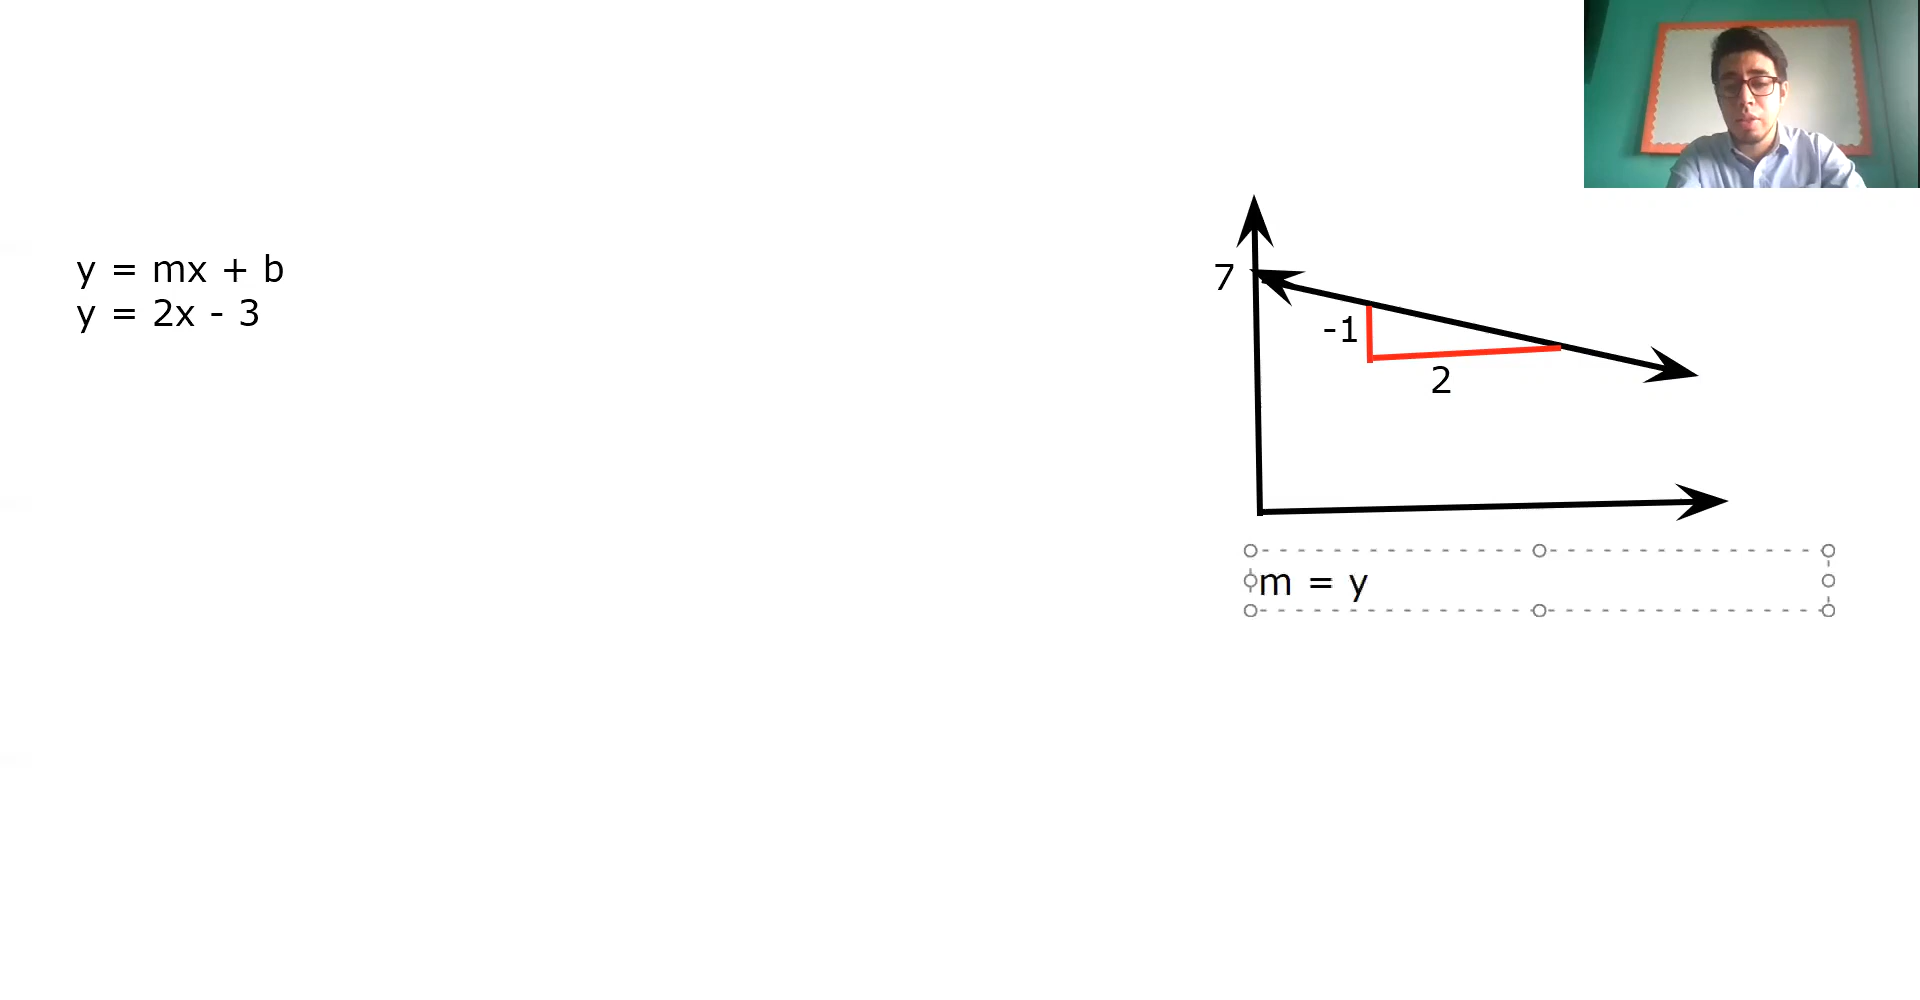 y = mx + b
y = 2x - 3
7
-1
2
m = y